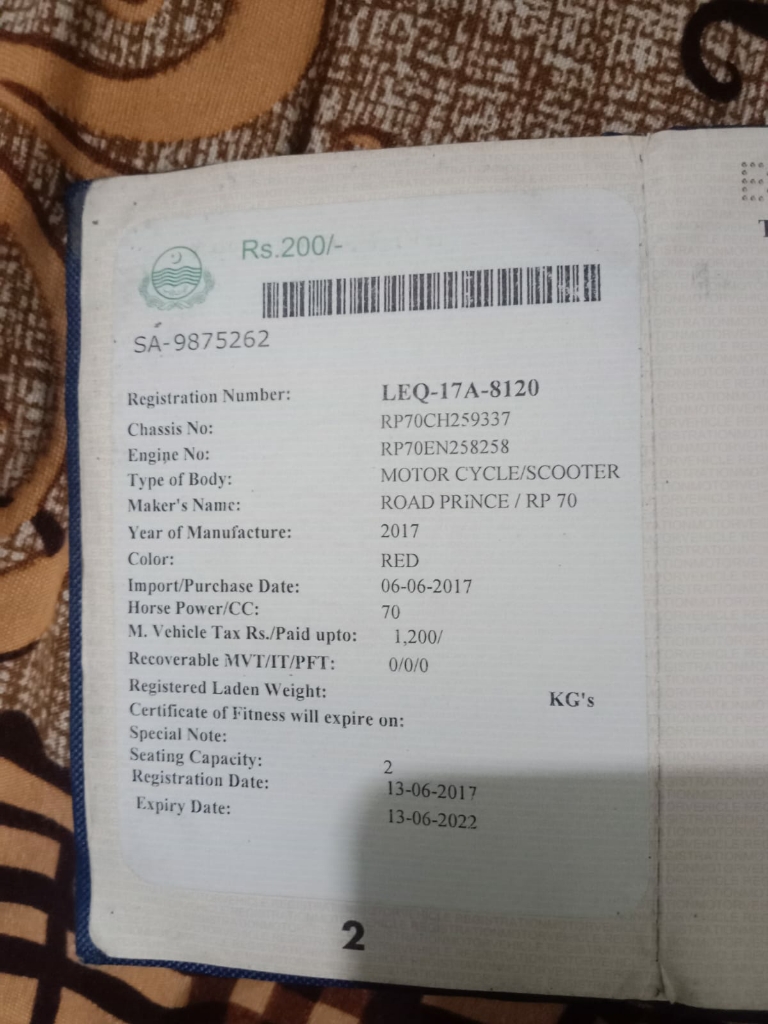 Rs.200/-
SA-9875262
Registration Number: LEQ-17A-8120
Chassis No: RP70CH259337
Engine No: RP70EN258258
Type of Body: MOTOR CYCLE/SCOOTER
Maker's Name: ROAD PRINCE / RP 70
Year of Manufacture: 2017
Color: RED
Import/Purchase Date: 06-06-2017
Horse Power/CC: 70
M. Vehicle Tax Rs./Paid upto: 1,200/
Recoverable MVT/IT/PFT: 0/0/0
Registered Laden Weight: KG's
Certificate of Fitness will expire on:
Special Note:
Seating Capacity: 2
Registration Date: 13-06-2017
Expiry Date: 13-06-2022
2